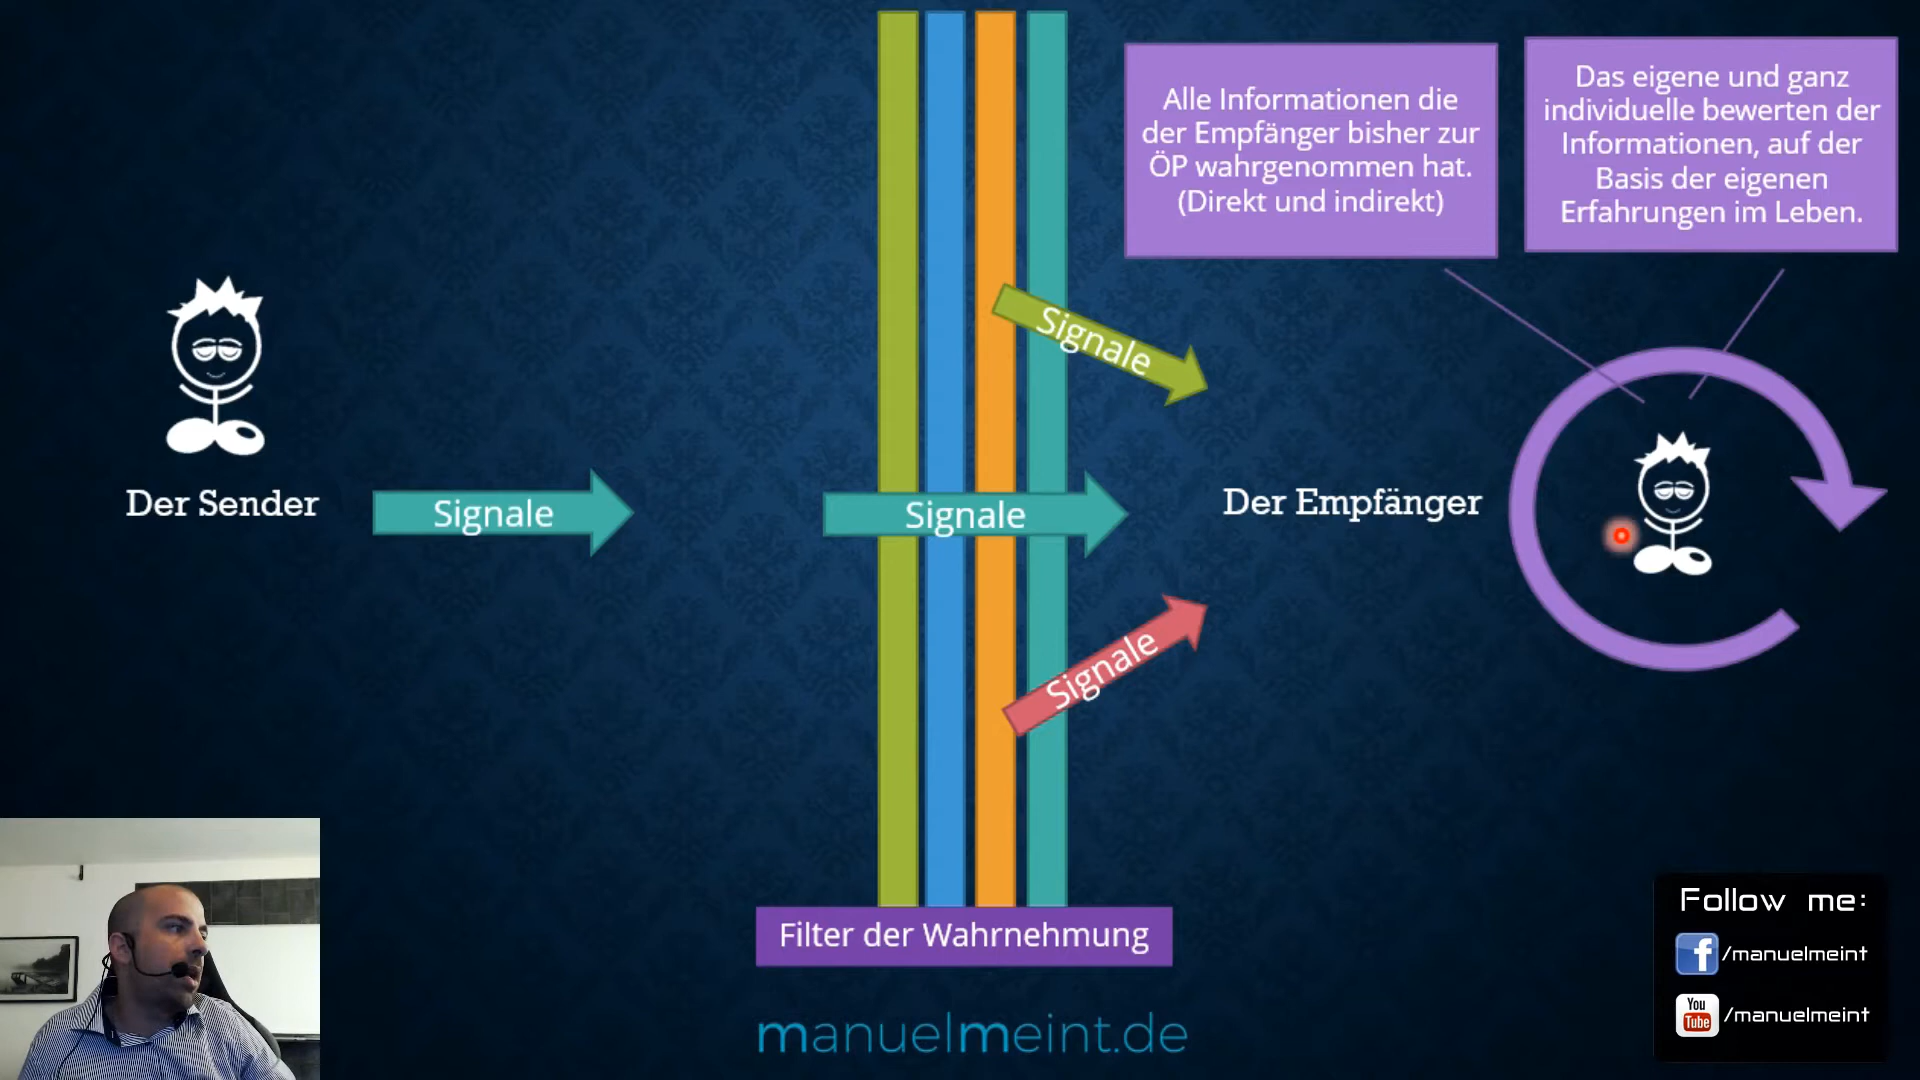 Alle Informationen die
der Empfänger bisher zur
ÖP wahrgenommen hat.
(Direkt und indirekt)
Das eigene und ganz
individuelle bewerten der
Informationen, auf der
Basis der eigenen
Erfahrungen im Leben.
Signale
Der Sender
Signale
Signale
Der Empfänger
Signale
Filter der Wahrnehmung
manuelmeint.de
Follow me:
f /manuelmeint
You Tube /manuelmeint